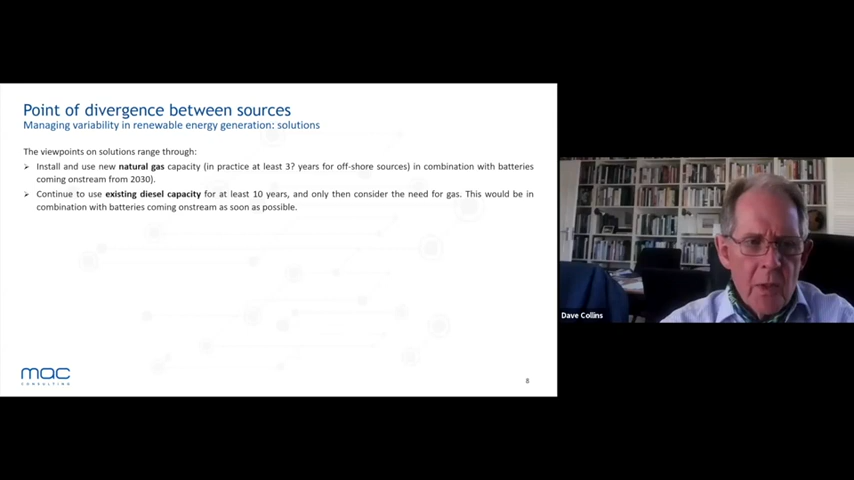 Point of divergence between sources
Managing variability in renewable energy generation: solutions
The viewpoints on solutions range through:
➢ Install and use new natural gas capacity (in practice at least 3? years for off-shore sources) in combination with batteries
coming onstream from 2030).
➢ Continue to use existing diesel capacity for at least 10 years, and only then consider the need for gas. This would be in
combination with batteries coming onstream as soon as possible.
mac
CONSULTING
8
Dave Collins